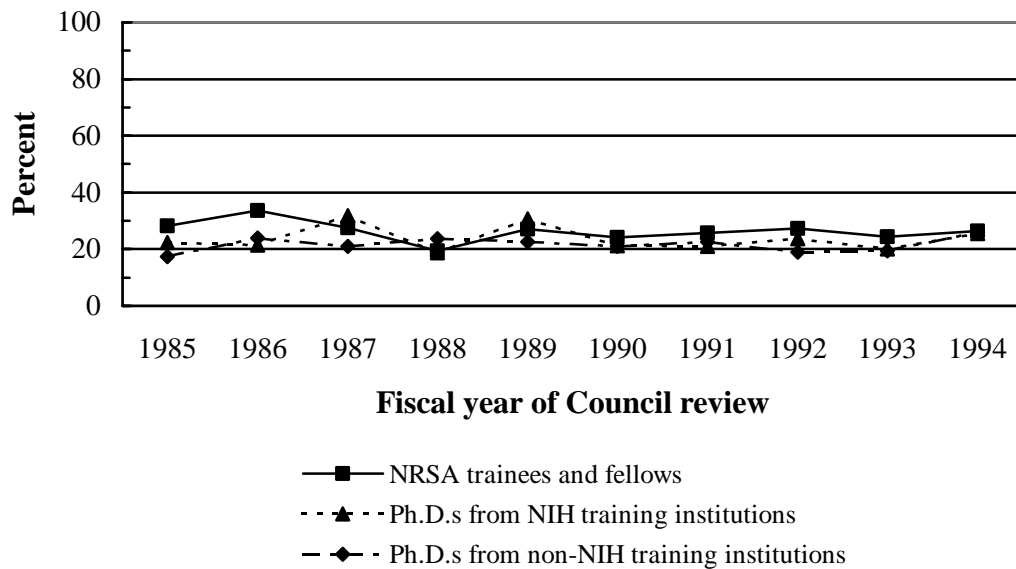 100
80
60
40
20
0
Percent
1985 1986 1987 1988 1989 1990 1991 1992 1993 1994
Fiscal year of Council review
NRSA trainees and fellows
Ph.D.s from NIH training institutions
Ph.D.s from non-NIH training institutions